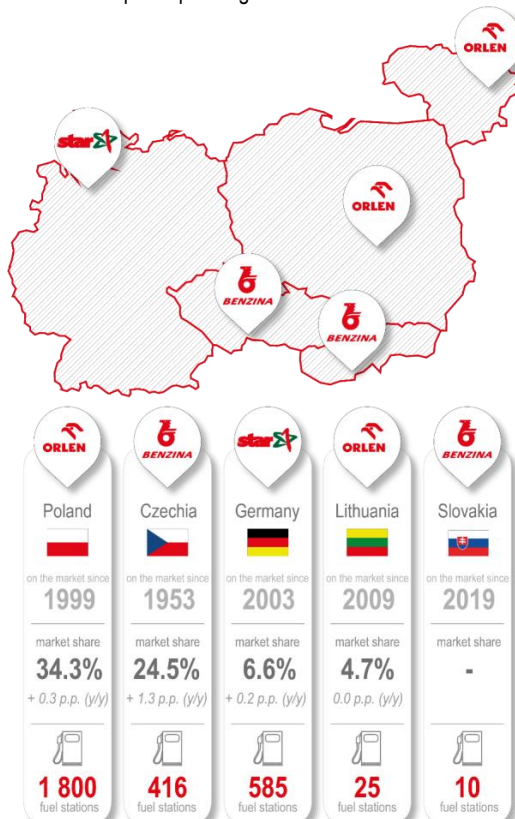 ORLEN
star
ORLEN
BENZINA
BENZINA
ORLEN
BENZINA
star
ORLEN
BENZINA
Poland
Czechia
Germany
Lithuania
Slovakia
on the market since
on the market since
on the market since
on the market since
on the market since
1999
1953
2003
2009
2019
market share
market share
market share
market share
market share
34.3%
24.5%
6.6%
4.7%
-
+ 0.3 p.p. (y/y)
+ 1.3 p.p. (y/y)
+ 0.2 p.p. (y/y)
0.0 p.p. (y/y)
1 800
416
585
25
10
fuel stations
fuel stations
fuel stations
fuel stations
fuel stations